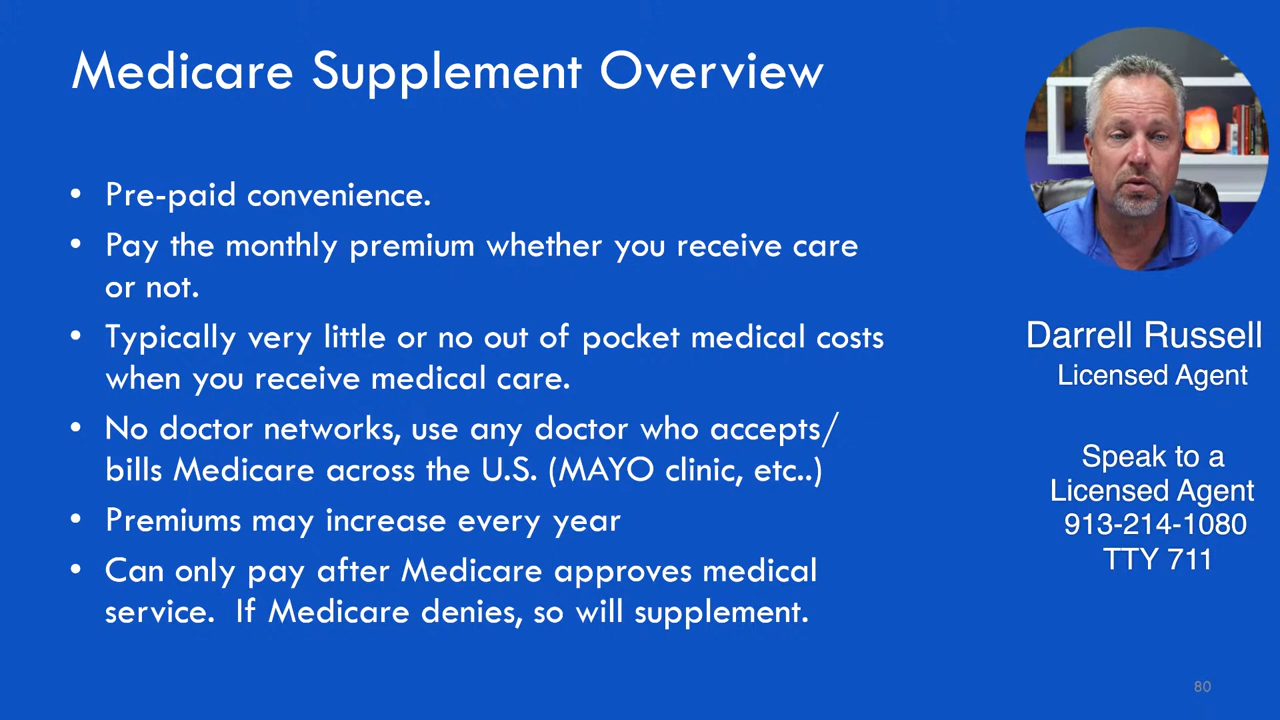 Medicare Supplement Overview
• Pre-paid convenience.
• Pay the monthly premium whether you receive care
or not.
• Typically very little or no out of pocket medical costs
when you receive medical care.
• No doctor networks, use any doctor who accepts/
bills Medicare across the U.S. (MAYO clinic, etc..)
• Premiums may increase every year
• Can only pay after Medicare approves medical
service.  If Medicare denies, so will supplement.
Darrell Russell
Licensed Agent
Speak to a
Licensed Agent
913-214-1080
TTY 711
80